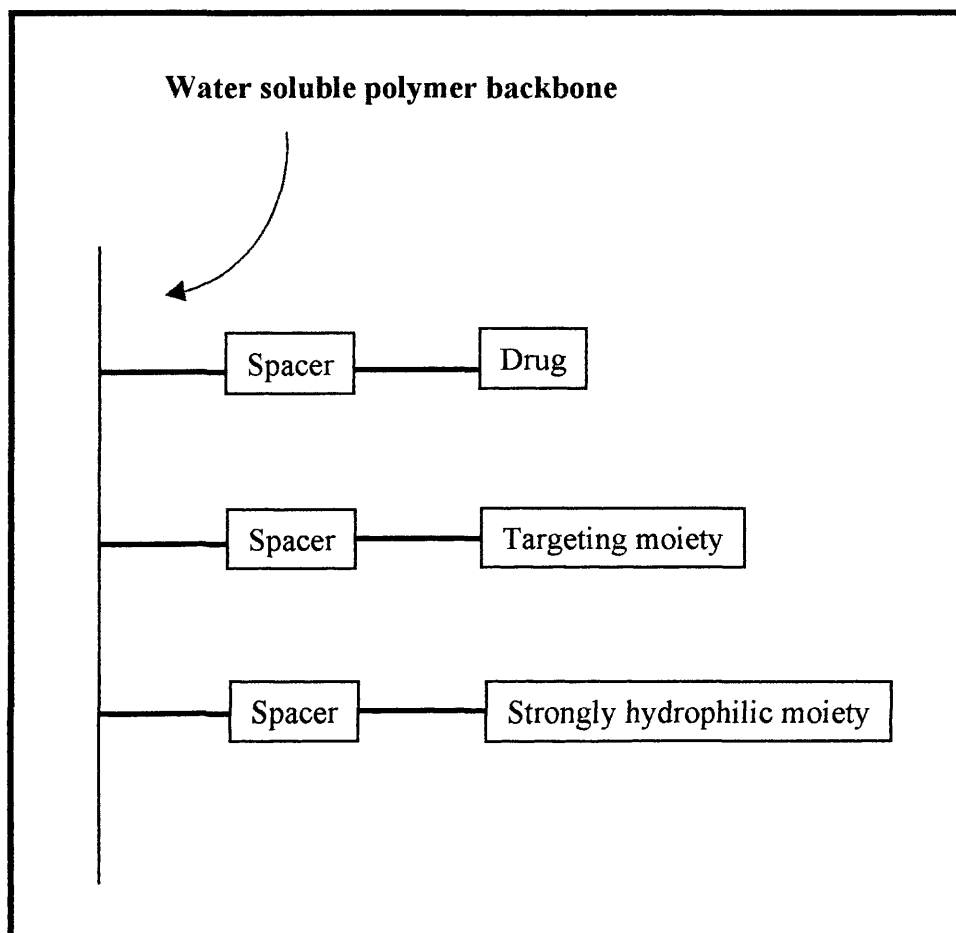 Water soluble polymer backbone
Spacer
Drug
Spacer
Targeting moiety
Spacer
Strongly hydrophilic moiety